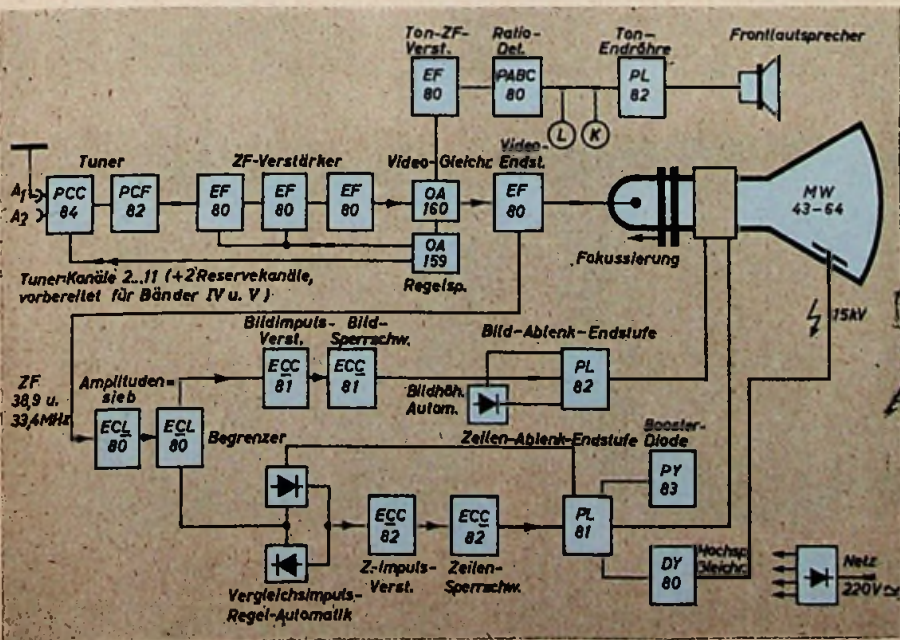 Ton-ZF-
Verst.
Ratio-
Det.
Ton-
Endröhre
Frontlautsprecher
EF
80
PABC
80
PL
82
L
K
Tuner
ZF-Verstärker
Video-Gleichr.
Video-
Endst.
A1
A2
PCC
84
PCF
82
EF
80
EF
80
EF
80
OA
160
EF
80
MW
43-64
OA
159
Regelsp.
Fokussierung
Tuner:Kanäle 2...11 (+2 Reservekanäle,
vorbereitet für Bänder IV u. V)
15kV
Bildimpuls-
Verst.
Bild-
Sperrschw.
Bild-Ablenk-Endstufe
ECC
81
ECC
81
PL
82
Bildhöh.
Autom.
ZF
38,9 u.
33,4MHz
Amplituden=
sieb
ECL
80
ECL
80
Begrenzer
Zeilen-Ablenk-Endstufe
Booster-
Diode
PY
83
ECC
82
ECC
82
PL
81
Z.-Impuls-
Verst.
Zeilen-
Sperrschw.
DY
80
Hochsp.
Gleichr.
Netz
220V
Vergleichsimpuls-
Regel-Automatik